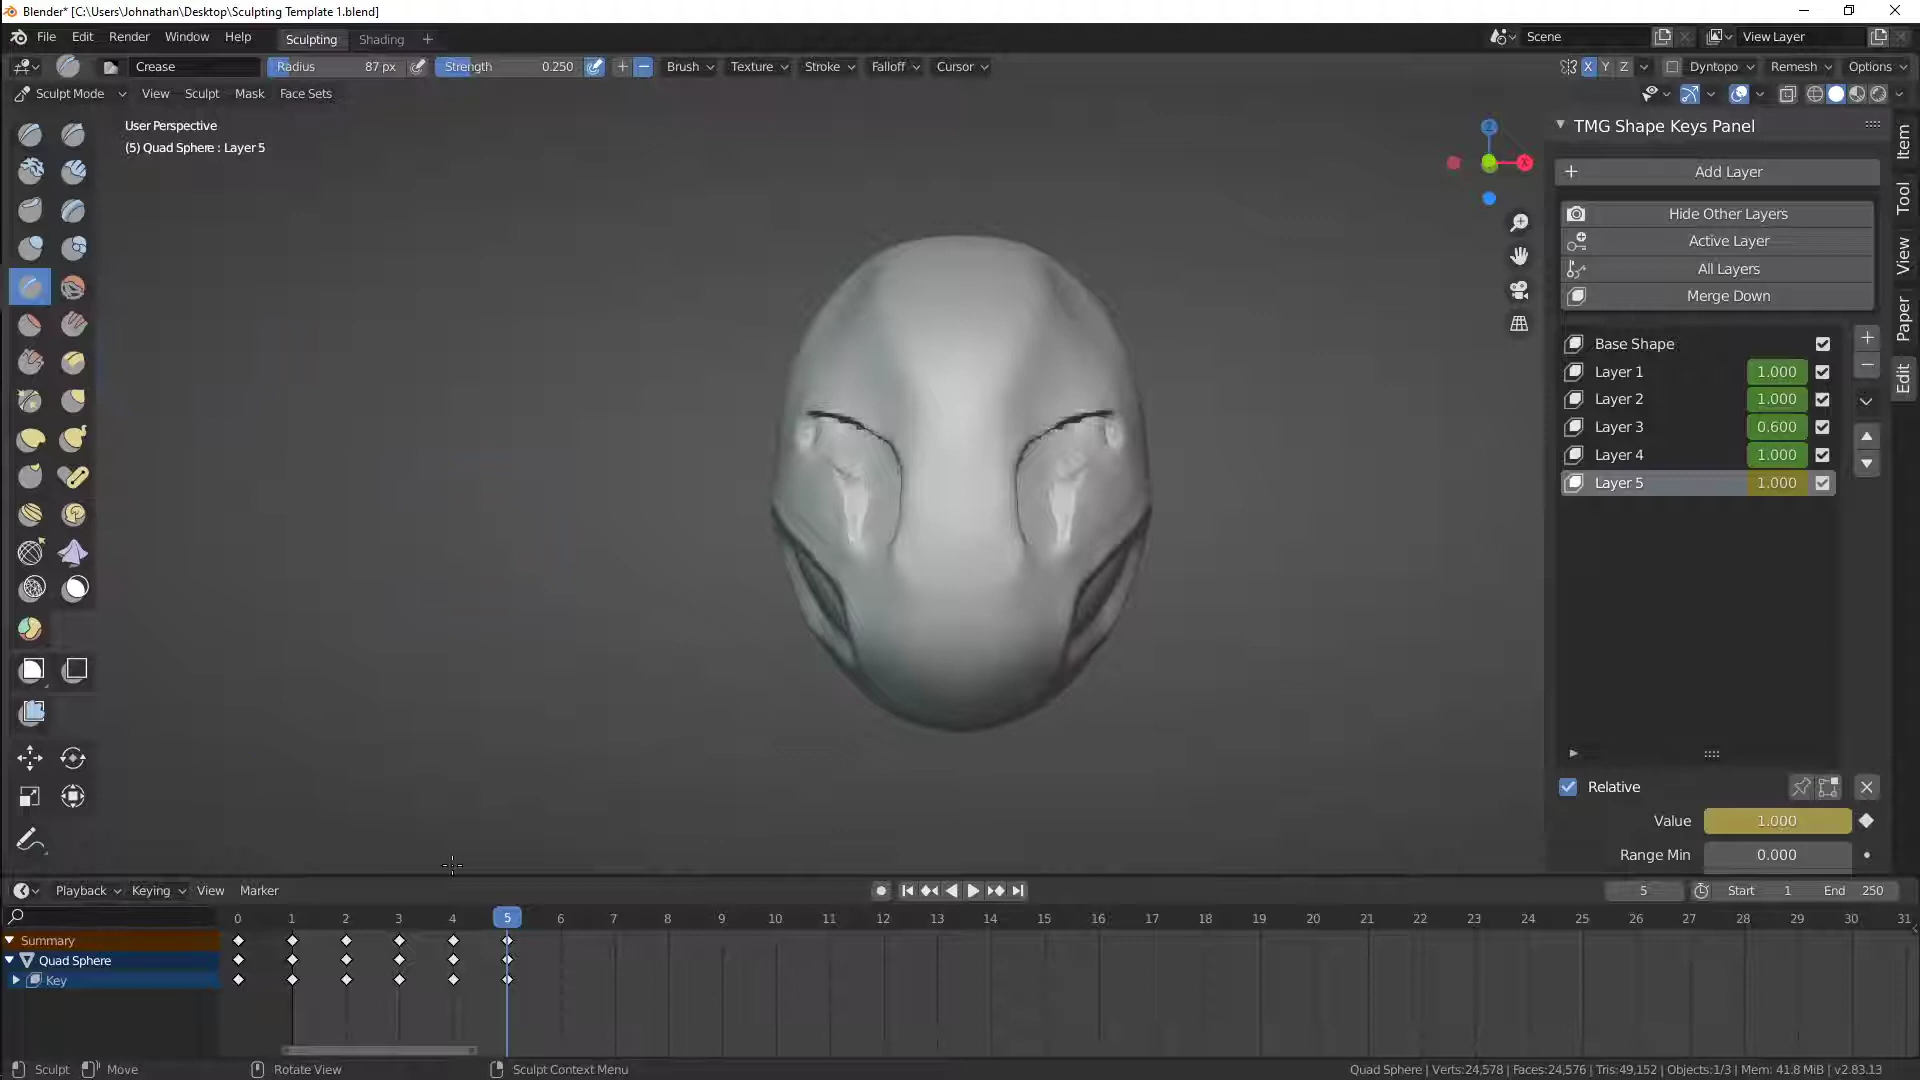 Blender* [C:\Users\Johnathan\Desktop\Sculpting Template 1.blend]
File Edit Render Window Help Sculpting Shading + Scene View Layer
Crease Radius 87 px Strength 0.250 Brush Texture Stroke Falloff Cursor X Y Z Dyntopo Remesh Options
Sculpt Mode View Sculpt Mask Face Sets
User Perspective
(5) Quad Sphere : Layer 5
Z
X
TMG Shape Keys Panel
Add Layer
Hide Other Layers
Active Layer
All Layers
Merge Down
Base Shape
Layer 1 1.000
Layer 2 1.000
Layer 3 0.600
Layer 4 1.000
Layer 5 1.000
Relative
Value 1.000
Range Min 0.000
Item
Tool
View
Paper
Edit
Playback Keying View Marker 5 Start 1 End 250
0 1 2 3 4 5 6 7 8 9 10 11 12 13 14 15 16 17 18 19 20 21 22 23 24 25 26 27 28 29 30 31
Summary
Quad Sphere
Key
Sculpt Move Rotate View Sculpt Context Menu Quad Sphere | Verts:24,578 | Faces:24,576 | Tris:49,152 | Objects:1/3 | Mem: 41.8 MiB | v2.83.13